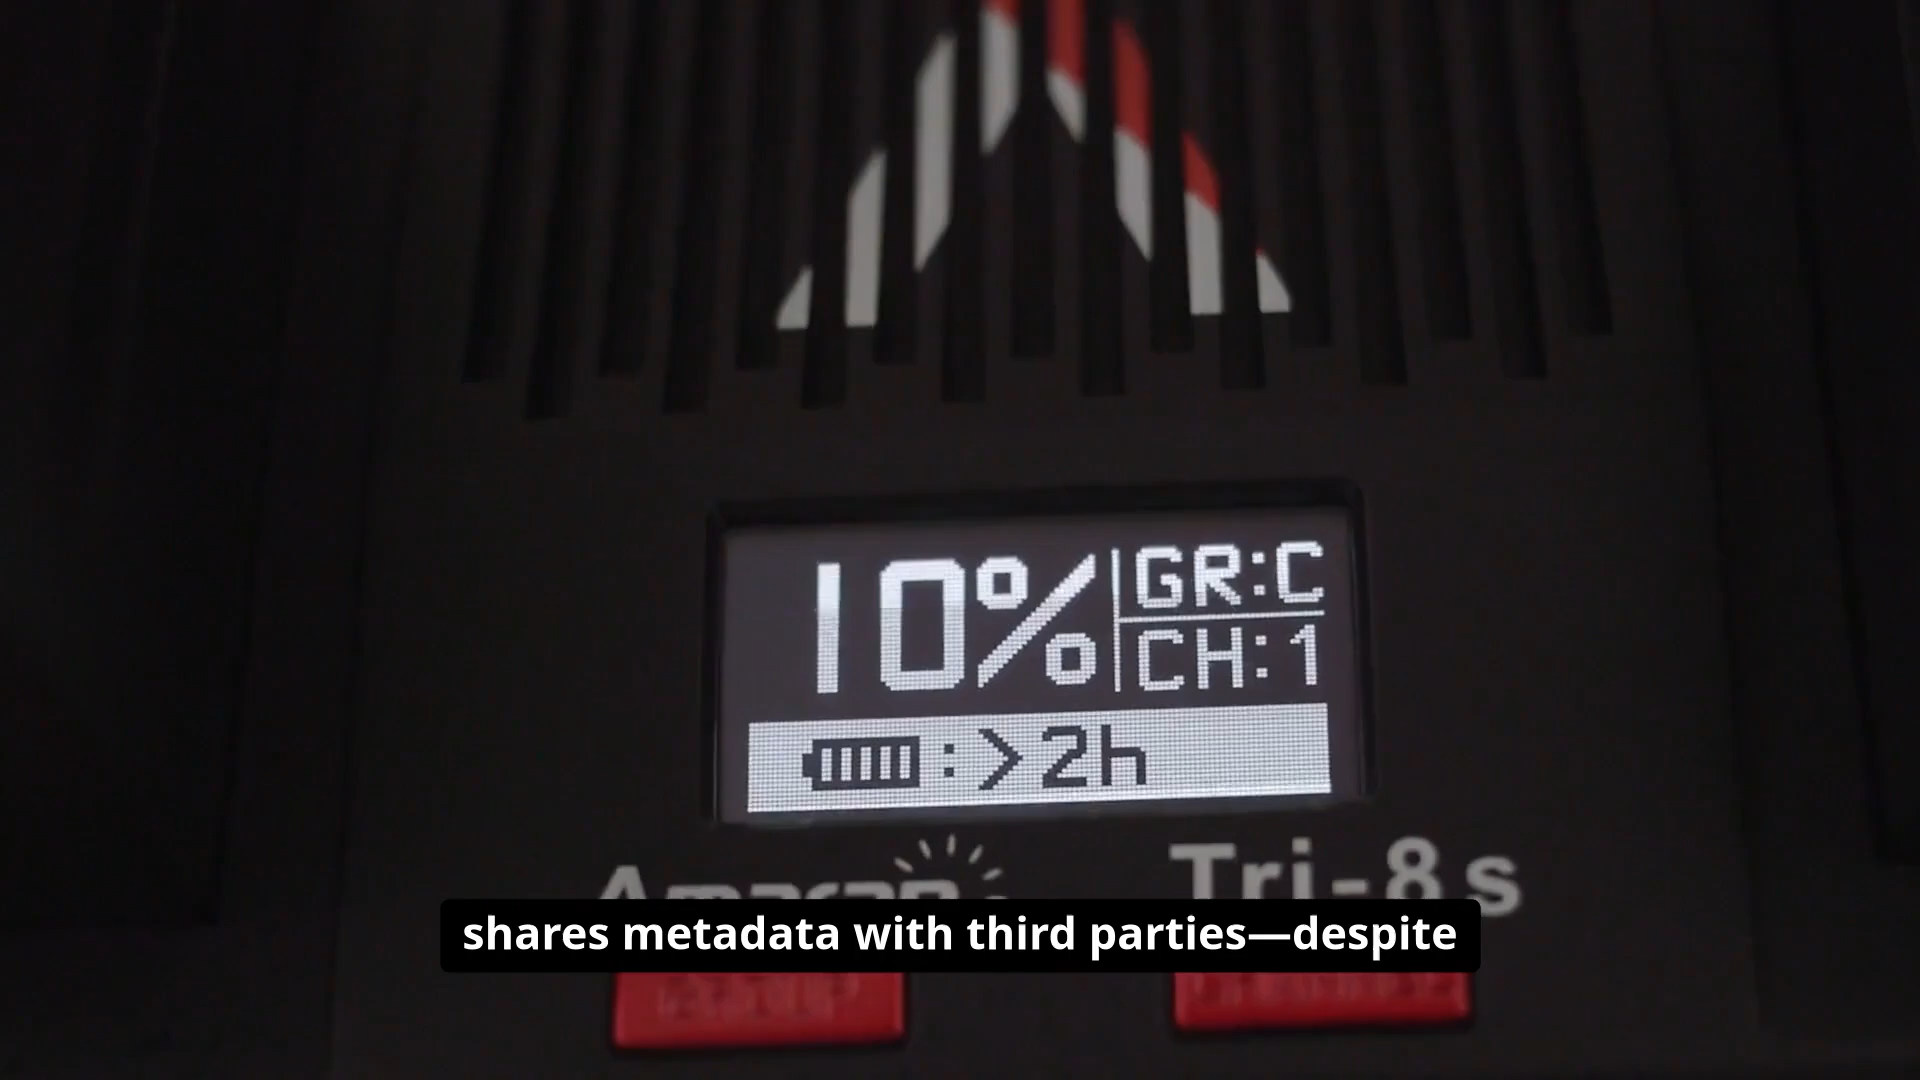 10%
GR:C
CH:1
:>2h
Tri-8s
shares metadata with third parties—despite